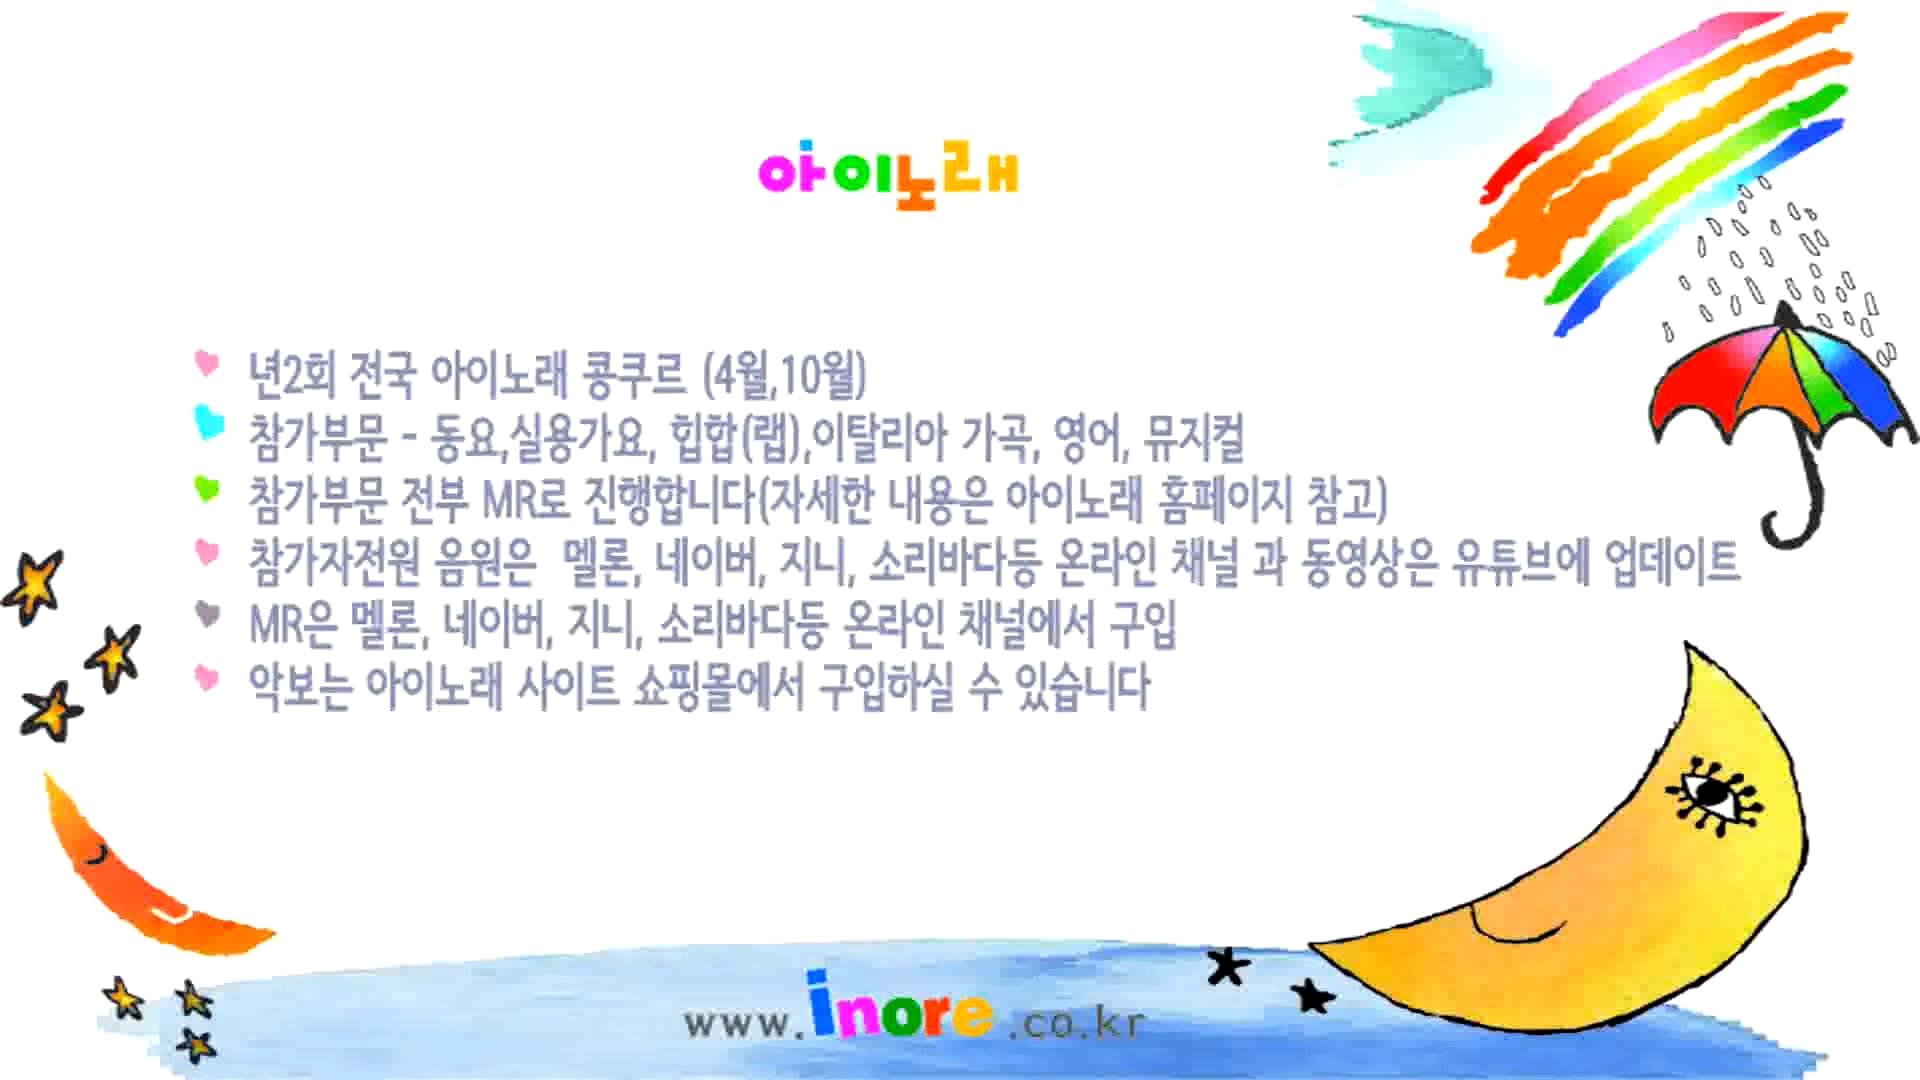 아이노래
년2회 전국 아이노래 콩쿠르 (4월,10월)
참가부문 - 동요,실용가요, 힙합(랩),이탈리아 가곡, 영어, 뮤지컬
참가부문 전부 MR로 진행합니다(자세한 내용은 아이노래 홈페이지 참고)
참가자전원 음원은 멜론, 네이버, 지니, 소리바다등 온라인 채널 과 동영상은 유튜브에 업데이트
MR은 멜론, 네이버, 지니, 소리바다등 온라인 채널에서 구입
악보는 아이노래 사이트 쇼핑몰에서 구입하실 수 있습니다
www.inore.co.kr